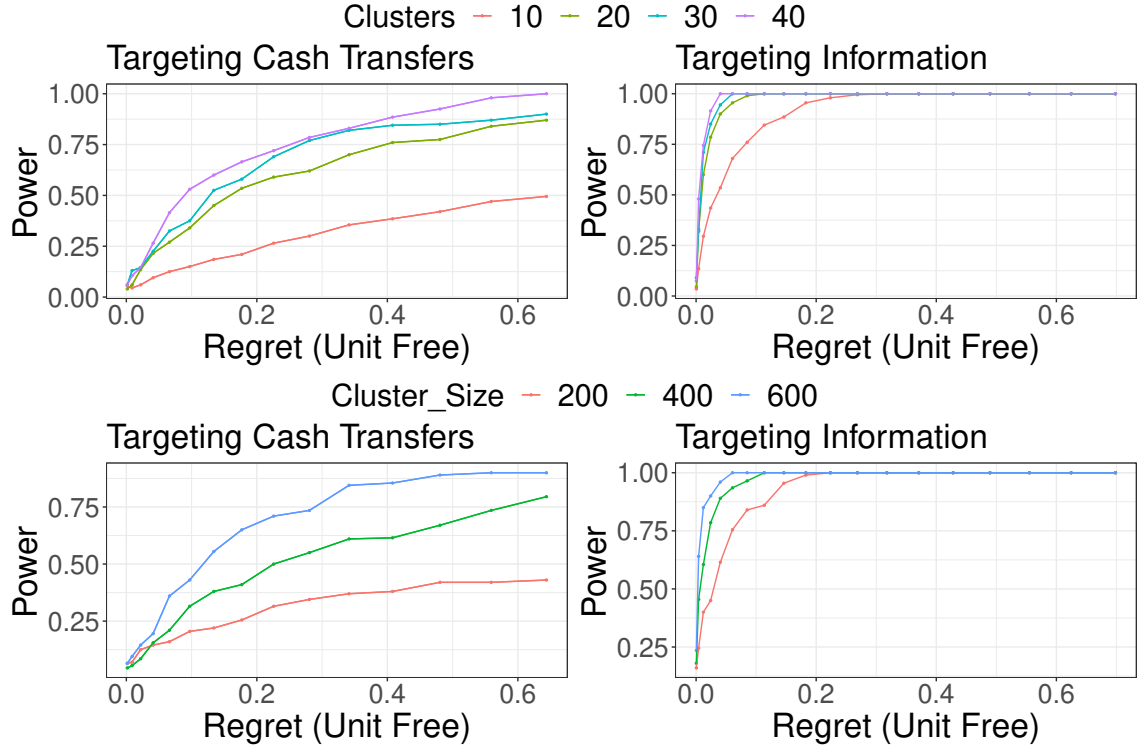 Clusters 10 20 30 40
Targeting Cash Transfers
1.00
0.75
0.50
0.25
0.00
Power
0.0 0.2 0.4 0.6
Regret (Unit Free)
Targeting Information
1.00
0.75
0.50
0.25
0.00
Power
0.0 0.2 0.4 0.6
Regret (Unit Free)
Cluster_Size 200 400 600
Targeting Cash Transfers
0.75
0.50
0.25
Power
0.0 0.2 0.4 0.6
Regret (Unit Free)
Targeting Information
1.00
0.75
0.50
0.25
Power
0.0 0.2 0.4 0.6
Regret (Unit Free)